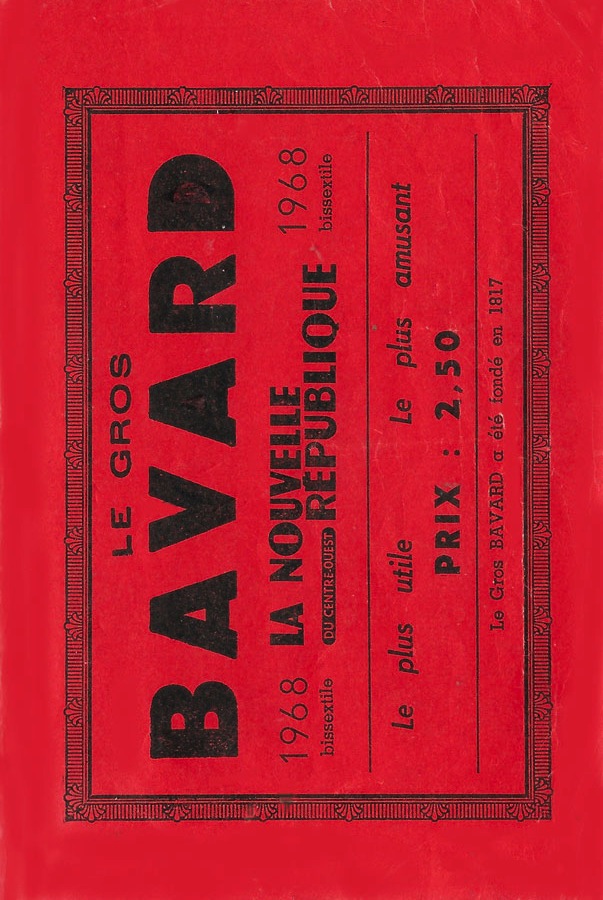 LE GROS
BAVARD
1968 LA NOUVELLE 1968
bissextile DU CENTRE-OUEST RÉPUBLIQUE bissextile
Le plus utile Le plus amusant
PRIX : 2,50
Le Gros BAVARD a été fondé en 1817